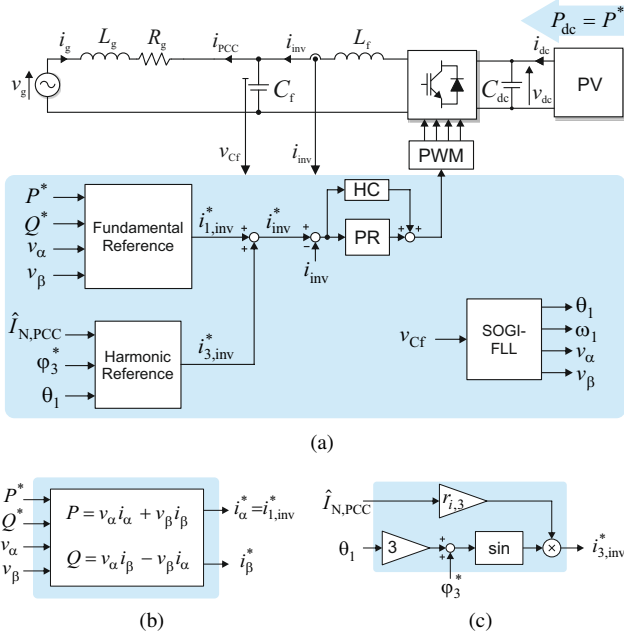 P_dc = P*
i_g L_g R_g i_PCC i_inv L_f i_dc
v_g C_f C_dc v_dc PV
v_Cf i_inv PWM
P*
Q*
v_α
v_β
Fundamental
Reference
i*_1,inv + + i*_inv + − i_inv
HC
PR
+ +
Î_N,PCC
φ*_3
θ_1
Harmonic
Reference
i*_3,inv
v_Cf
SOGI-
FLL
θ_1
ω_1
v_α
v_β
(a)
P*
Q*
v_α
v_β
P = v_α i_α + v_β i_β
Q = v_α i_β − v_β i_α
i*_α = i*_1,inv
i*_β
(b)
Î_N,PCC r_i,3
θ_1 3 + + sin × i*_3,inv
φ*_3
(c)